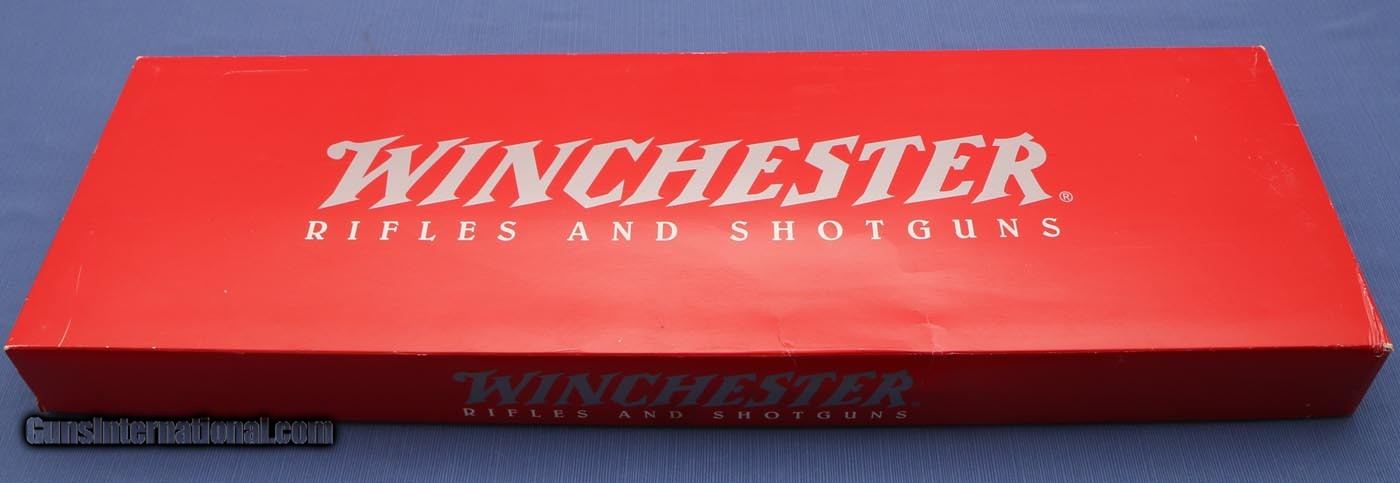 WINCHESTER®
RIFLES AND SHOTGUNS
WINCHESTER
RIFLES AND SHOTGUNS
GunsInternational.com